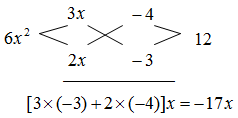 3x -4
6x² 12
2x -3
[3×(-3)+2×(-4)]x=-17x